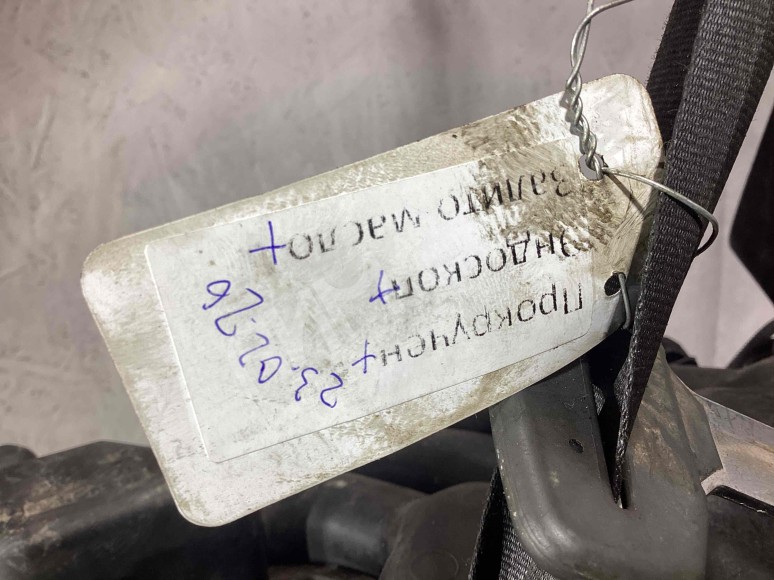 Прокручен+
Эндоскоп+
Залито масло+
23.02.26